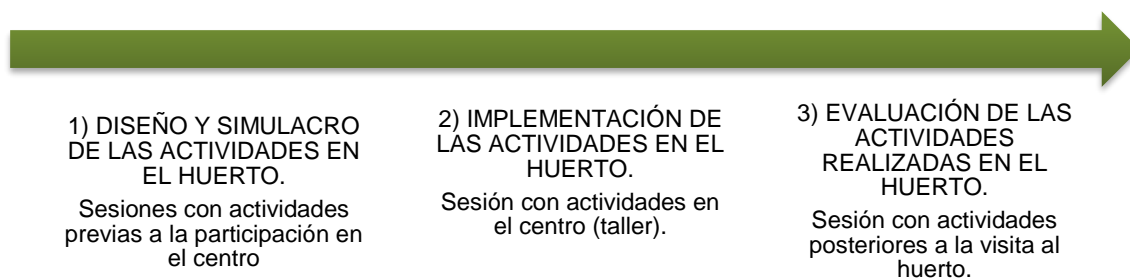 1) DISEÑO Y SIMULACRO
DE LAS ACTIVIDADES EN
EL HUERTO.
Sesiones con actividades
previas a la participación en
el centro
2) IMPLEMENTACIÓN DE
LAS ACTIVIDADES EN EL
HUERTO.
Sesión con actividades en
el centro (taller).
3) EVALUACIÓN DE LAS
ACTIVIDADES
REALIZADAS EN EL
HUERTO.
Sesión con actividades
posteriores a la visita al
huerto.